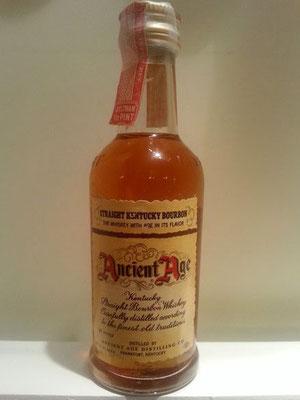 STRAIGHT KENTUCKY BOURBON
THE WHISKEY WITH AGE IN ITS FLAVOR
Ancient Age
Kentucky
Straight Bourbon Whiskey
Carefully distilled according
to the finest old traditions
DISTILLED BY
ANCIENT AGE DISTILLING CO.
FRANKFORT, KENTUCKY